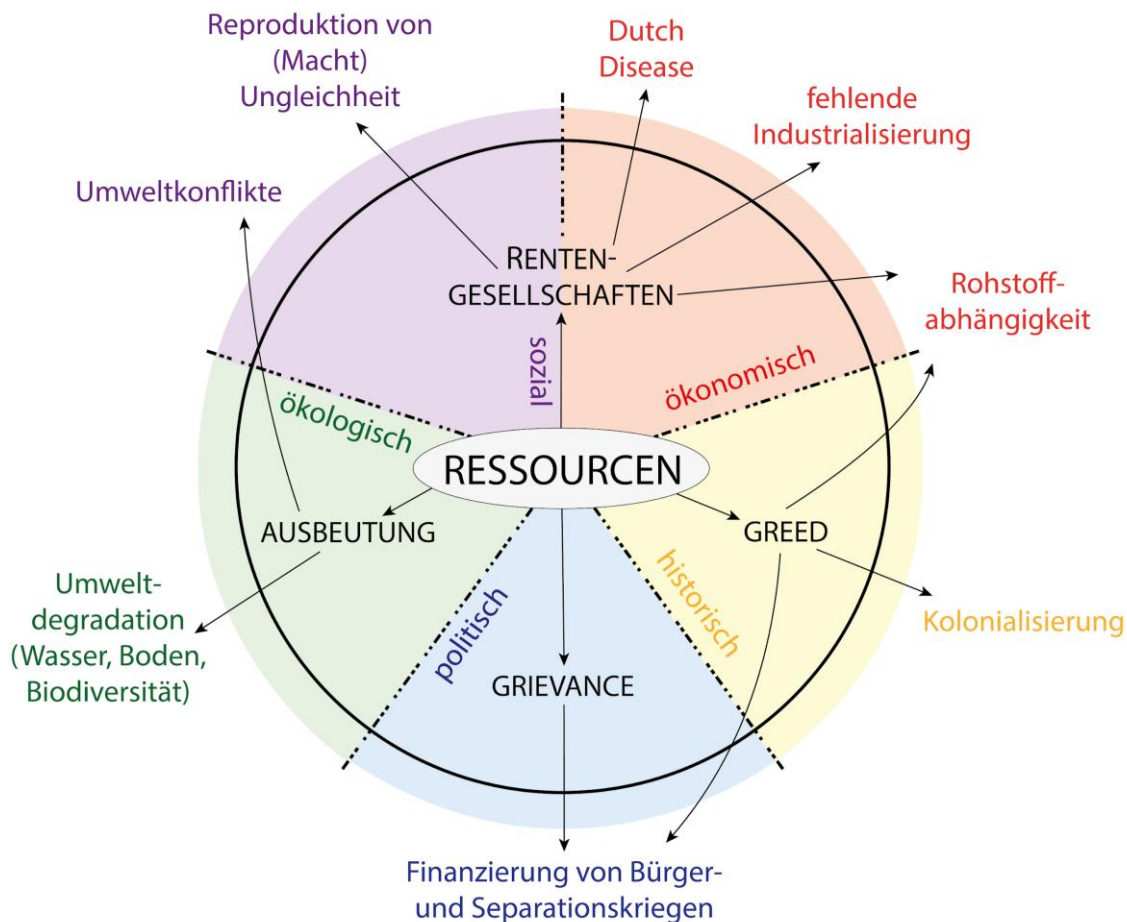 Reproduktion von
(Macht)
Ungleichheit
Dutch
Disease
fehlende
Industrialisierung
Umweltkonflikte
RENTEN-
GESELLSCHAFTEN
Rohstoff-
abhängigkeit
sozial
ökonomisch
ökologisch
RESSOURCEN
AUSBEUTUNG
GREED
Umwelt-
degradation
(Wasser, Boden,
Biodiversität)
politisch
historisch
Kolonialisierung
GRIEVANCE
Finanzierung von Bürger-
und Separationskriegen